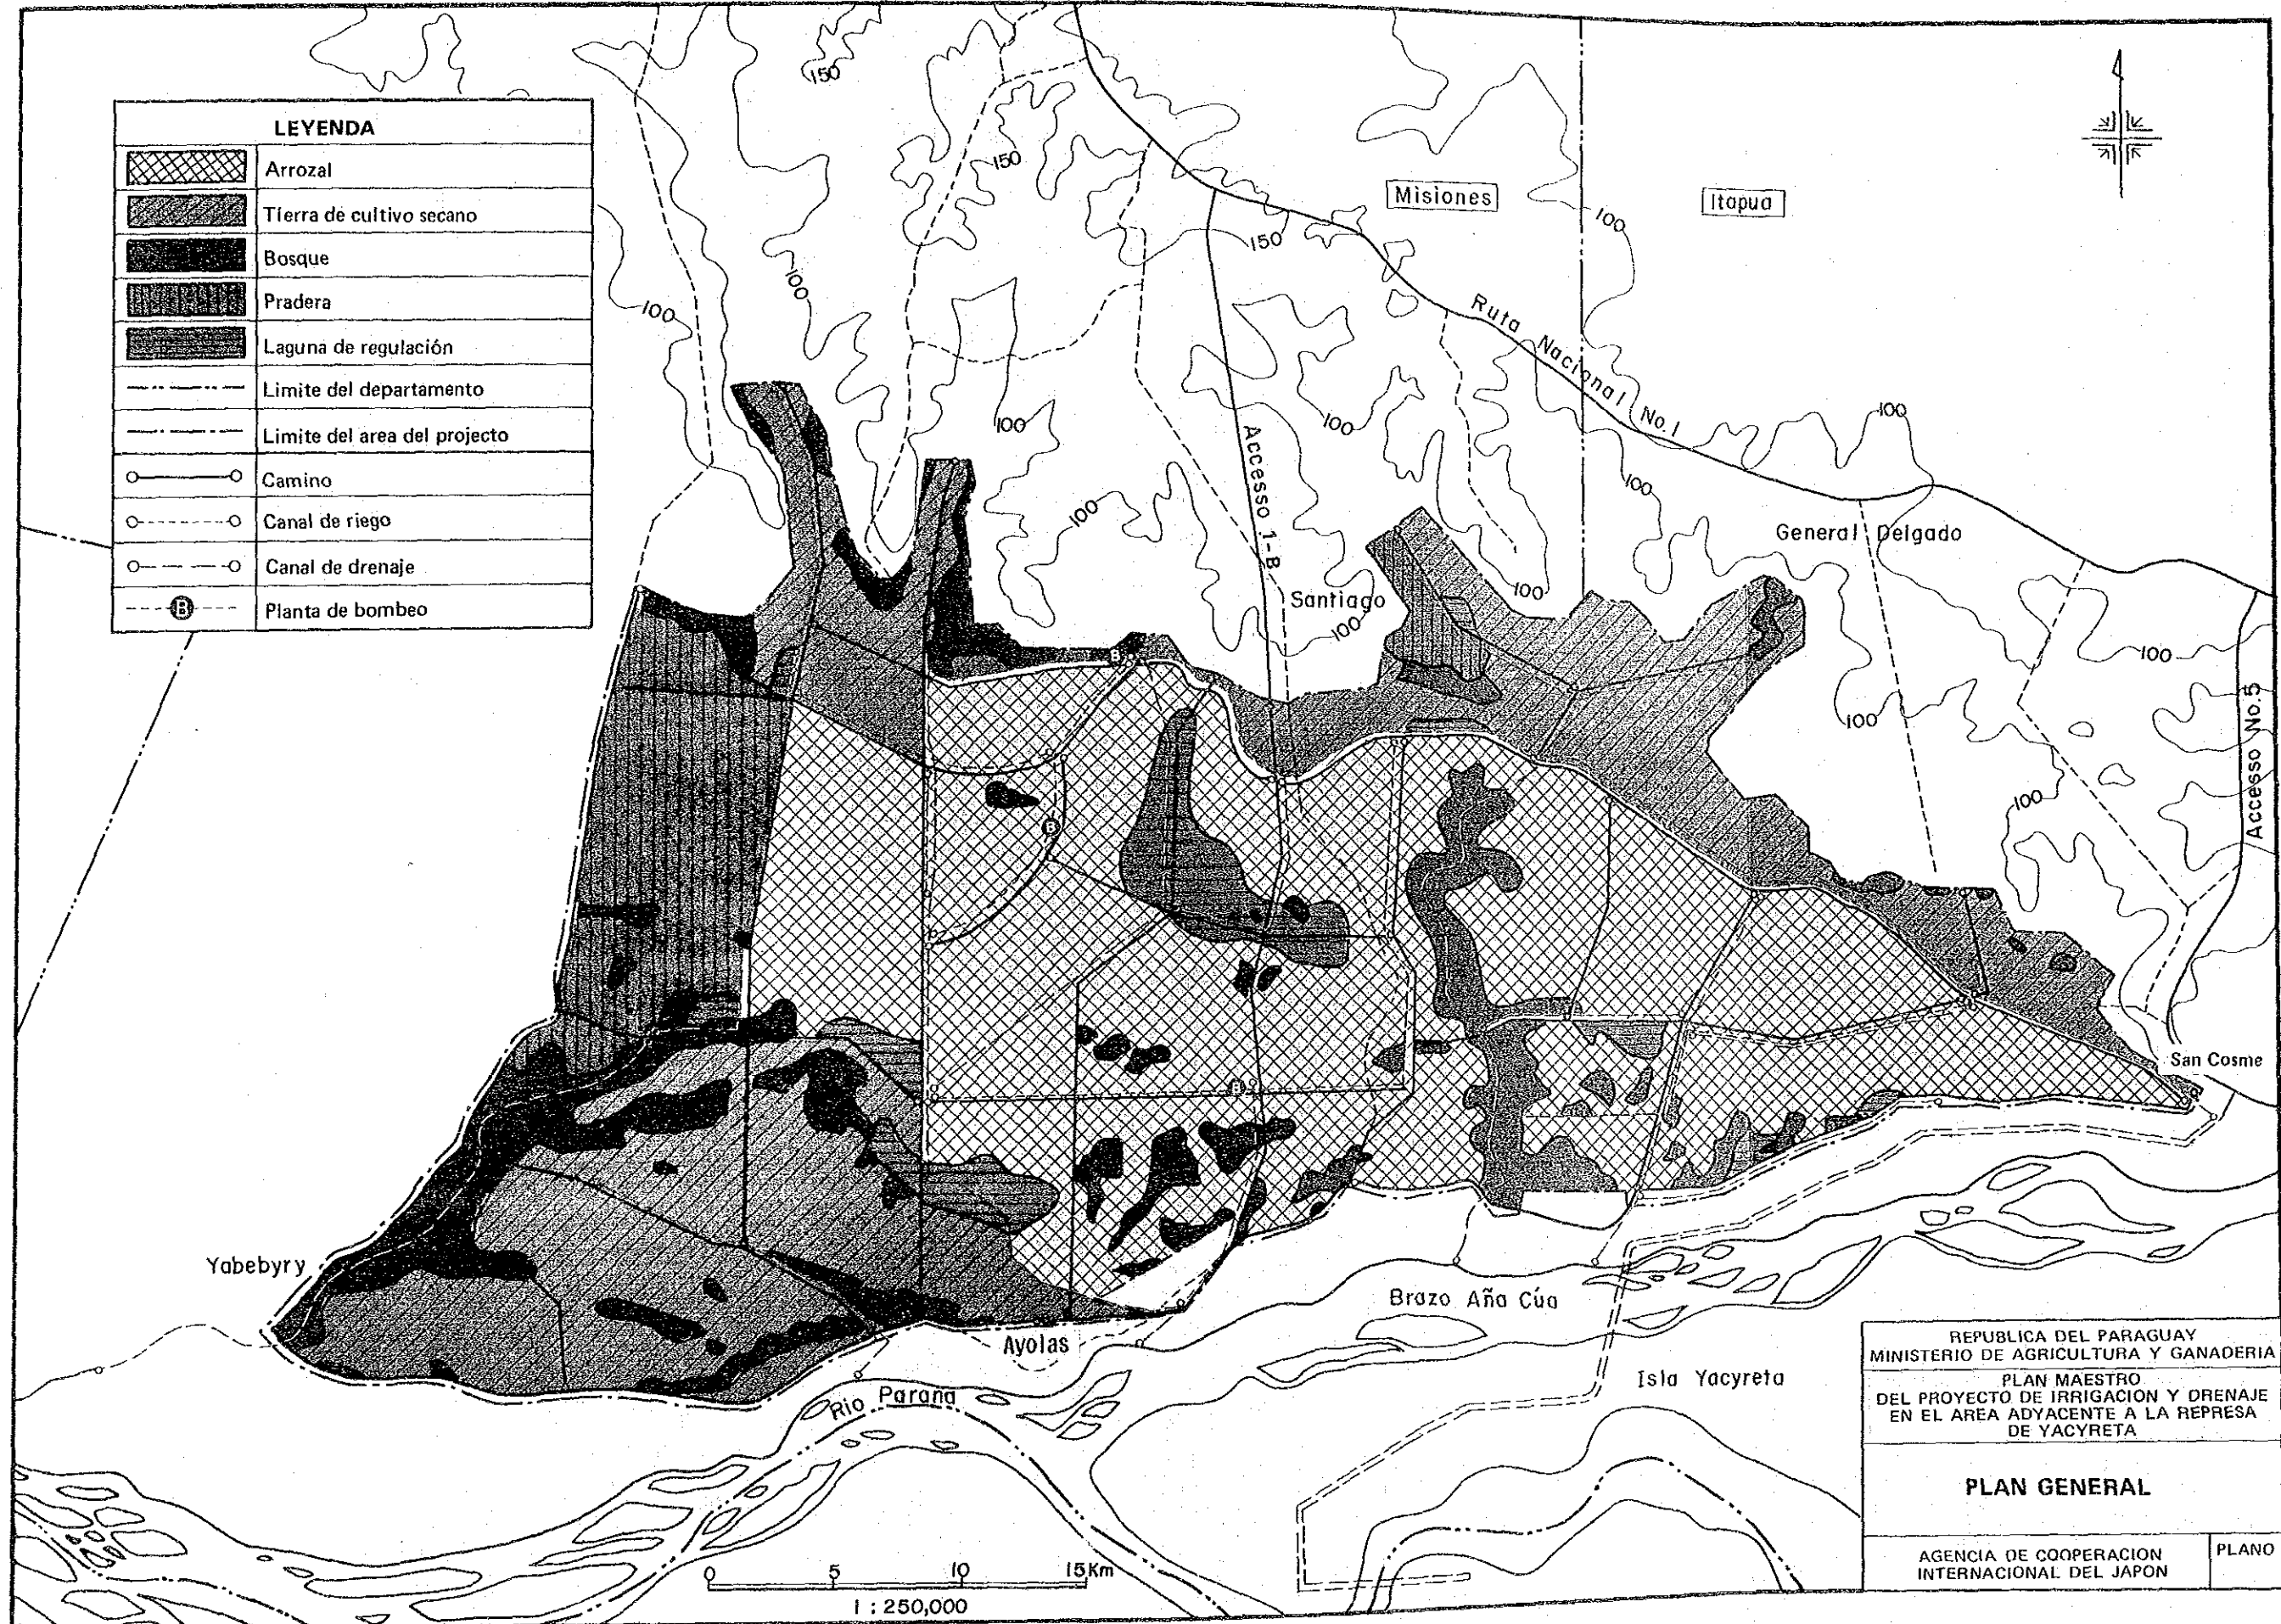 LEYENDA
Arrozal
Tierra de cultivo secano
Bosque
Pradera
Laguna de regulación
Limite del departamento
Limite del area del projecto
Camino
Canal de riego
Canal de drenaje
B
Planta de bombeo
150
150
150
Misiones
Itapua
100
100
100
Ruta Nacional No. 1
100
100
100
100
100
Accesso 1-B
General Delgado
100
Santiago
100
100
100
Accesso No.5
100
B
B
B
San Cosme
Yabebyry
Brazo Aña Cúa
Ayolas
Isla Yacyreta
Rio Paraña
0 5 10 15Km
1 : 250,000
REPUBLICA DEL PARAGUAY
MINISTERIO DE AGRICULTURA Y GANADERIA
PLAN MAESTRO
DEL PROYECTO DE IRRIGACION Y DRENAJE
EN EL AREA ADYACENTE A LA REPRESA
DE YACYRETA
PLAN GENERAL
AGENCIA DE COOPERACION
INTERNACIONAL DEL JAPON
PLANO